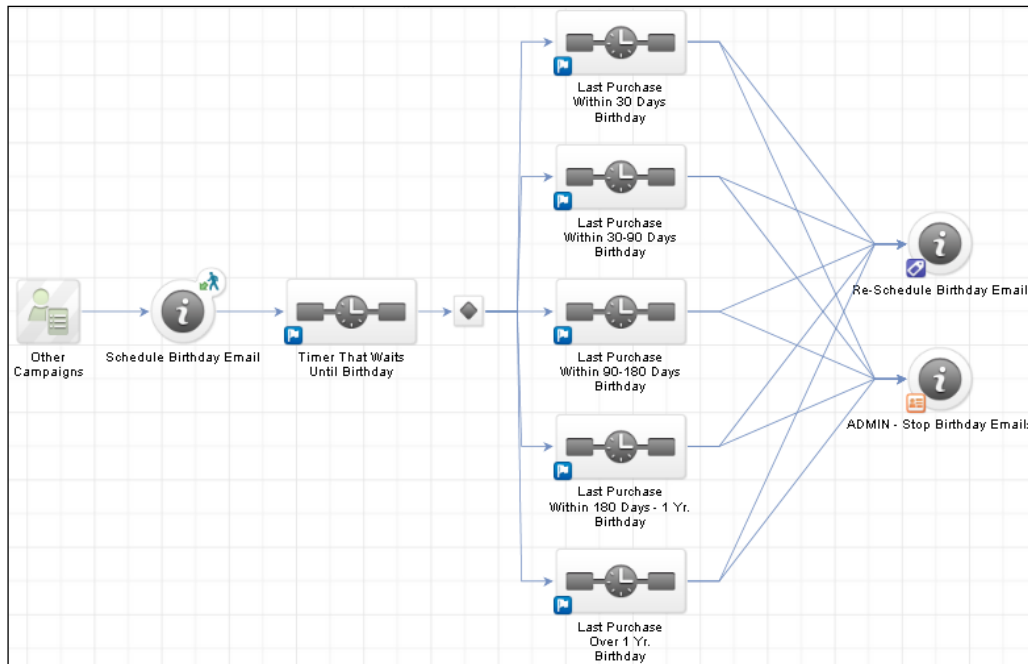 Last Purchase
Within 30 Days
Birthday
Last Purchase
Within 30-90 Days
Birthday
Re-Schedule Birthday Email
Other
Campaigns
Schedule Birthday Email
Timer That Waits
Until Birthday
Last Purchase
Within 90-180 Days
Birthday
ADMIN - Stop Birthday Emails
Last Purchase
Within 180 Days - 1 Yr.
Birthday
Last Purchase
Over 1 Yr.
Birthday